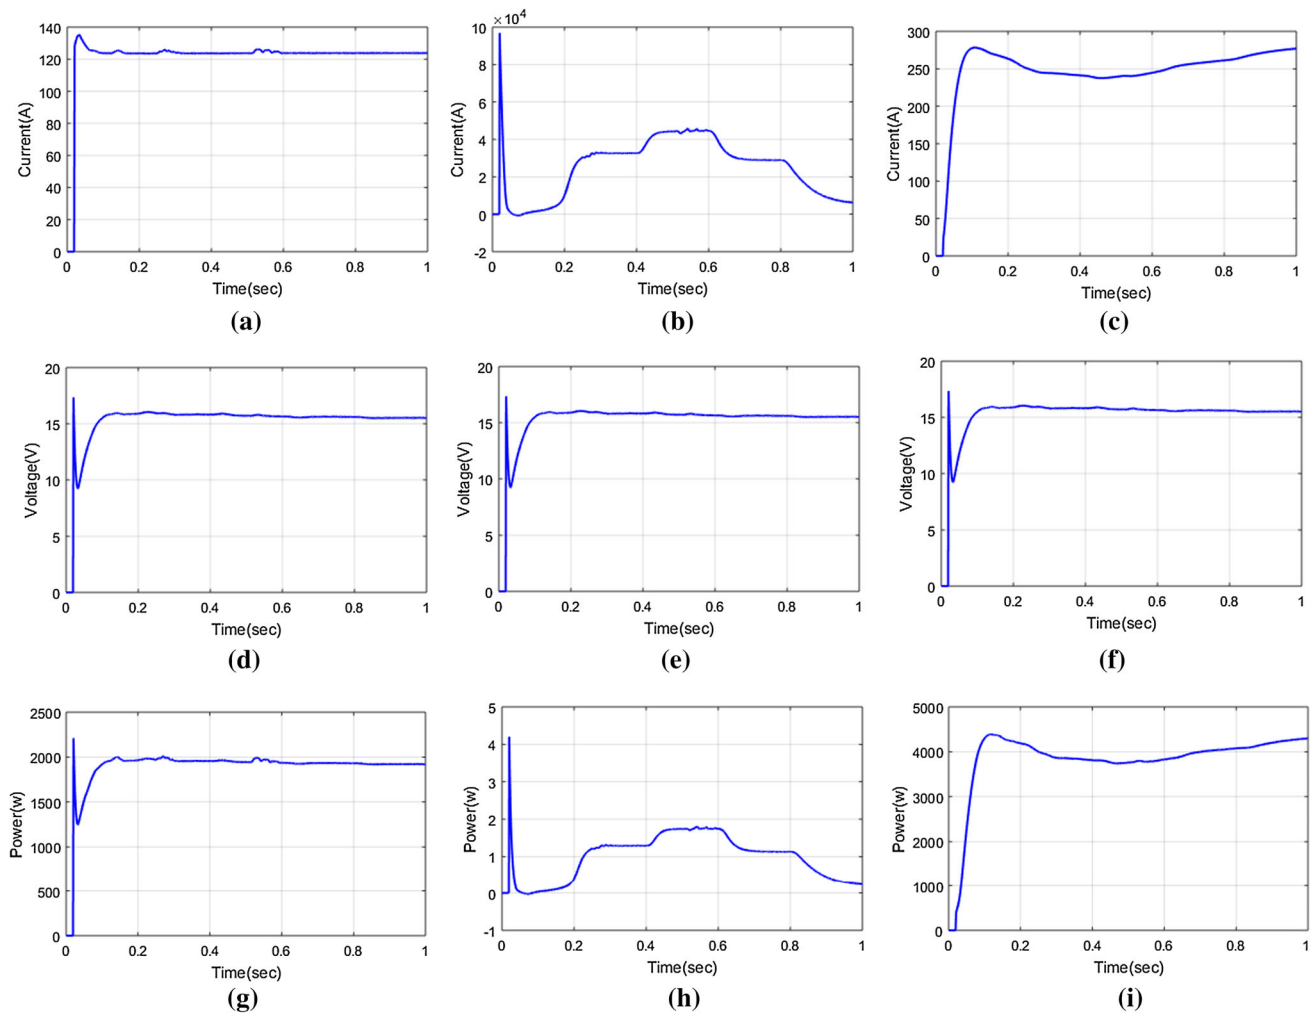 140
120
100
80
60
40
20
0
Current(A)
0 0.2 0.4 0.6 0.8 1
Time(sec)
(a)
×10⁴
10
8
6
4
2
0
-2
Current(A)
0 0.2 0.4 0.6 0.8 1
Time(sec)
(b)
300
250
200
150
100
50
0
Current(A)
0 0.2 0.4 0.6 0.8 1
Time(sec)
(c)
20
15
10
5
0
Voltage(V)
0 0.2 0.4 0.6 0.8 1
Time(sec)
(d)
20
15
10
5
0
Voltage(V)
0 0.2 0.4 0.6 0.8 1
Time(sec)
(e)
20
15
10
5
0
Voltage(V)
0 0.2 0.4 0.6 0.8 1
Time(sec)
(f)
2500
2000
1500
1000
500
0
Power(w)
0 0.2 0.4 0.6 0.8 1
Time(sec)
(g)
5
4
3
2
1
0
-1
Power(w)
0 0.2 0.4 0.6 0.8 1
Time(sec)
(h)
5000
4000
3000
2000
1000
0
Power(w)
0 0.2 0.4 0.6 0.8 1
Time(sec)
(i)